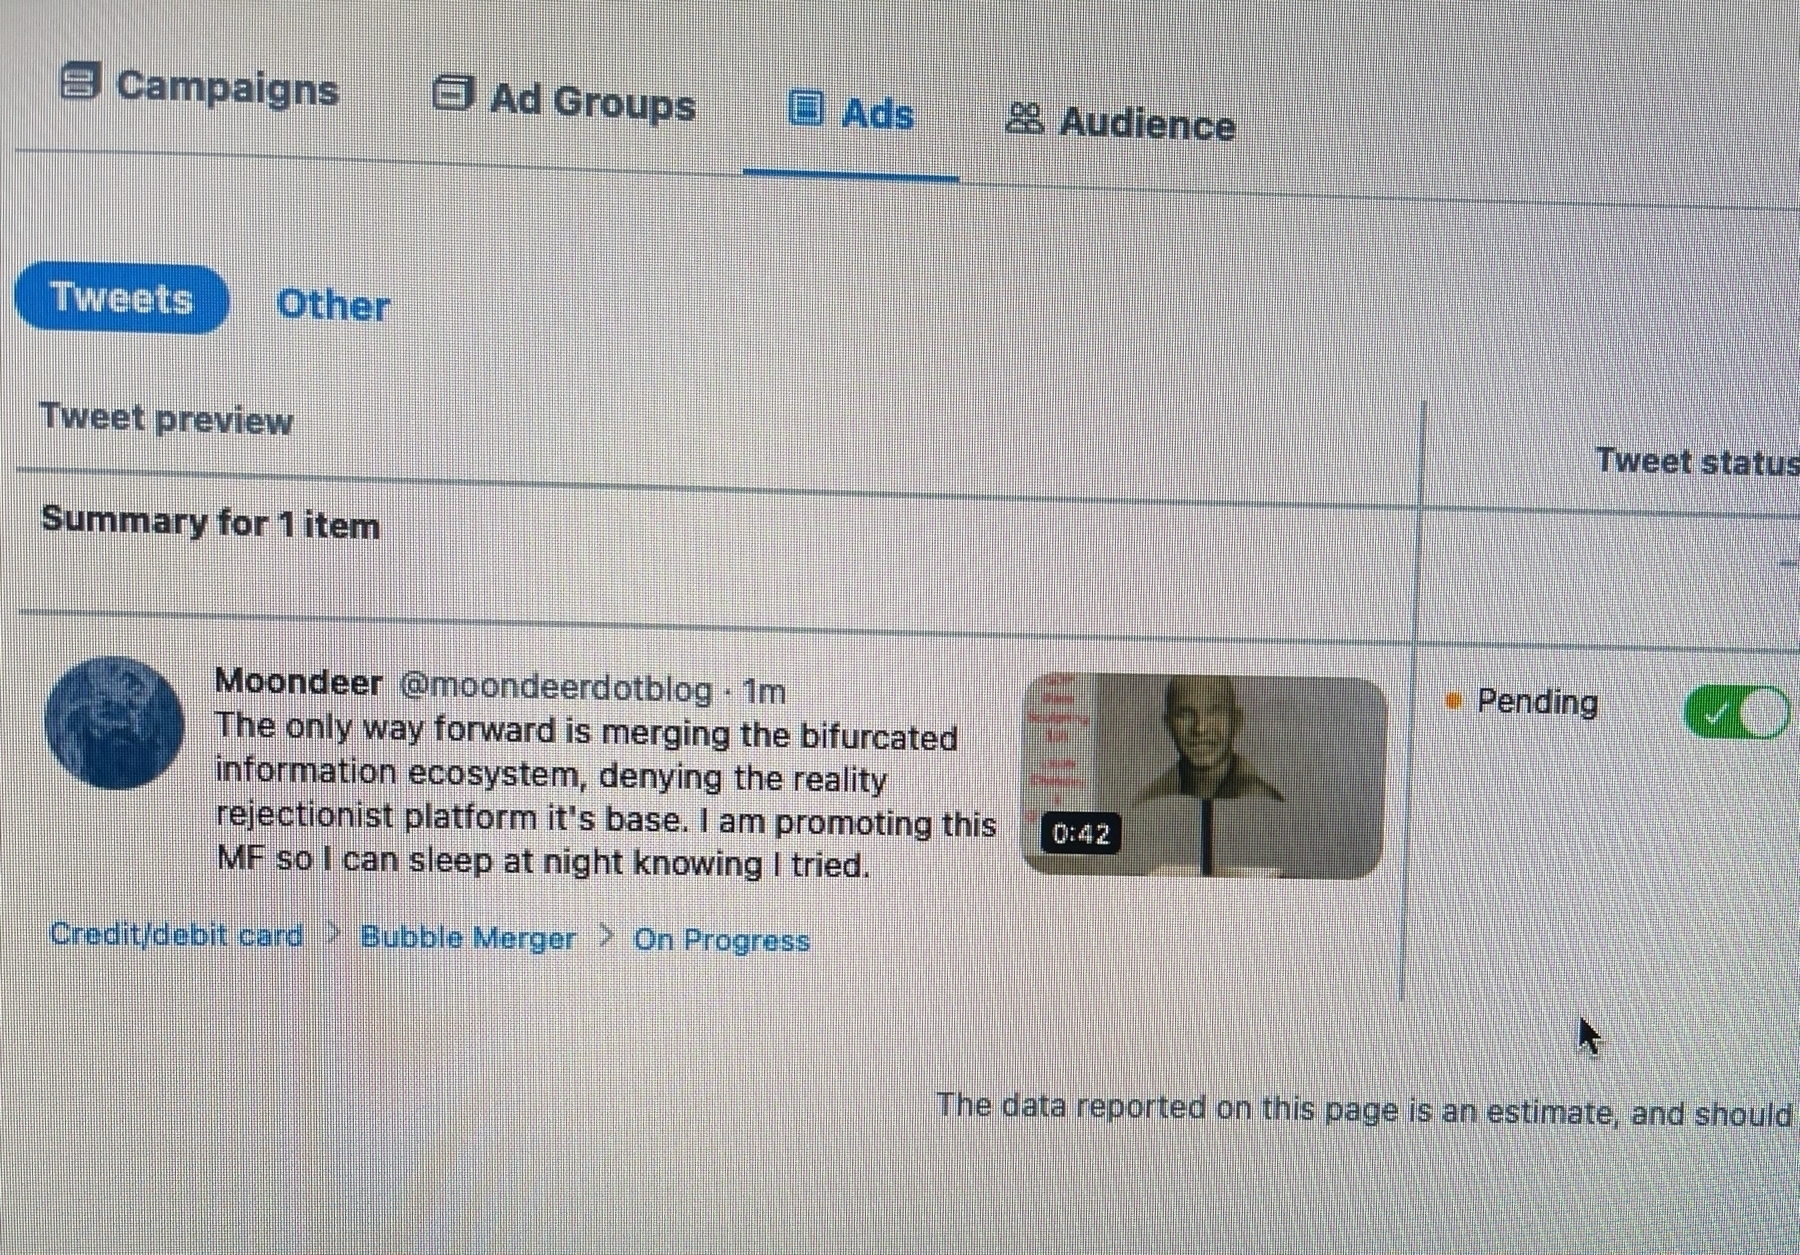 Campaigns
Ad Groups
Ads
Audience
Tweets
Other
Tweet preview
Tweet status
Summary for 1 item
Moondeer @moondeerdotblog · 1m
The only way forward is merging the bifurcated
information ecosystem, denying the reality
rejectionist platform it's base. I am promoting this
MF so I can sleep at night knowing I tried.
0:42
Pending
Credit/debit card > Bubble Merger > On Progress
The data reported on this page is an estimate, and should